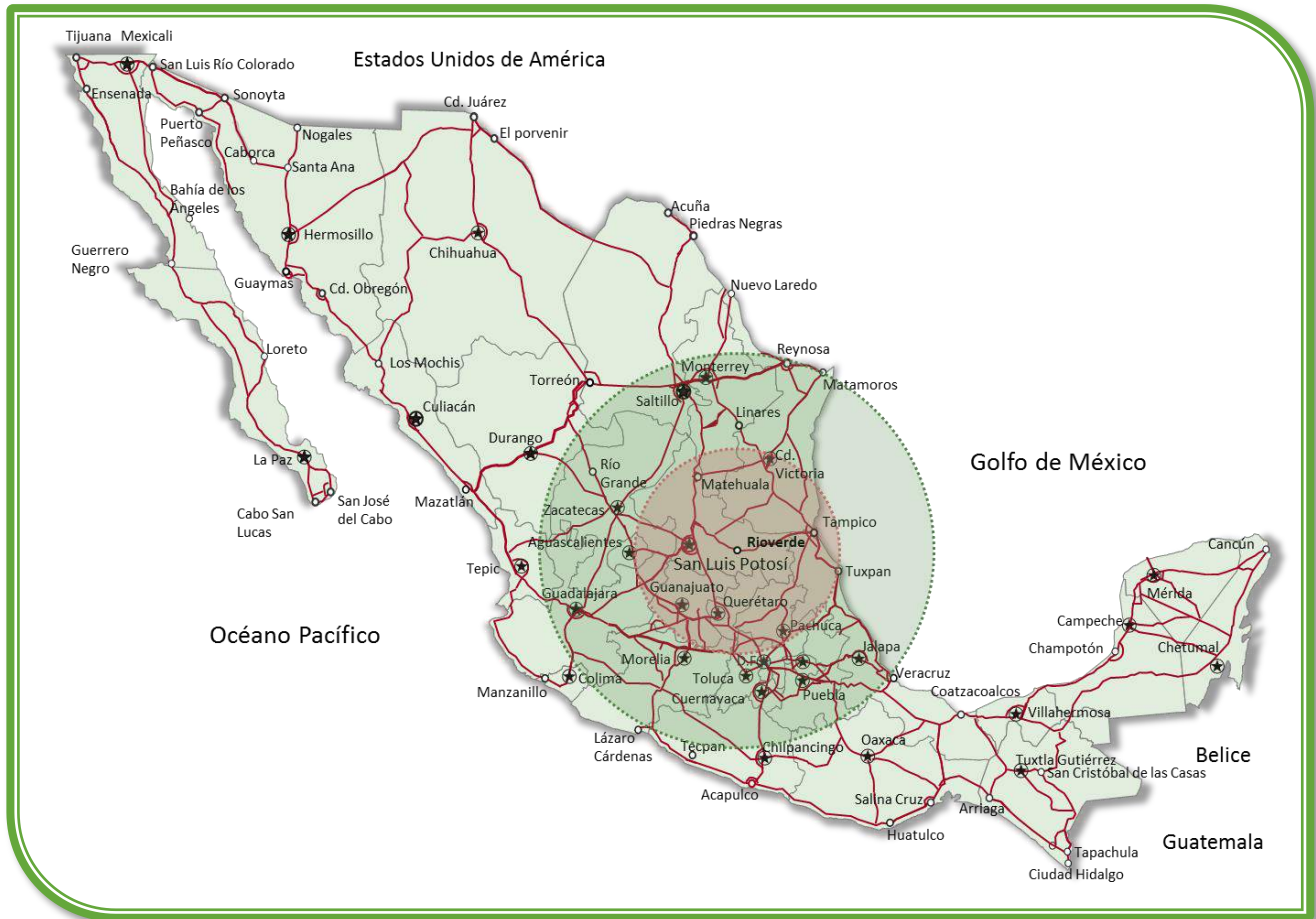 Tijuana
Mexicali
San Luis Río Colorado
Estados Unidos de América
Ensenada
Sonoyta
Cd. Juárez
Puerto
Peñasco
Nogales
El porvenir
Caborca
Santa Ana
Bahía de los
Angeles
Acuña
Piedras Negras
Hermosillo
Chihuahua
Guerrero
Negro
Guaymas
Cd. Obregón
Nuevo Laredo
Loreto
Los Mochis
Reynosa
Monterrey
Torreón
Matamoros
Saltillo
Culiacán
Linares
Durango
La Paz
Río
Grande
Cd.
Victoria
Golfo de México
Matehuala
Mazatlán
San José
del Cabo
Cabo San
Lucas
Zacatecas
Tampico
Aguascalientes
Rioverde
Cancún
San Luis Potosí
Tepic
Tuxpan
Guanajuato
Guadalajara
Querétaro
Mérida
Campeche
Océano Pacífico
Pachuca
Jalapa
Champotón
Chetumal
Morelia
D.F.
Toluca
Veracruz
Manzanillo
Colima
Cuernavaca
Puebla
Coatzacoalcos
Villahermosa
Lázaro
Cárdenas
Tecpan
Chilpancingo
Oaxaca
Belice
Tuxtla Gutiérrez
San Cristóbal de las Casas
Acapulco
Salina Cruz
Arriaga
Huatulco
Guatemala
Tapachula
Ciudad Hidalgo